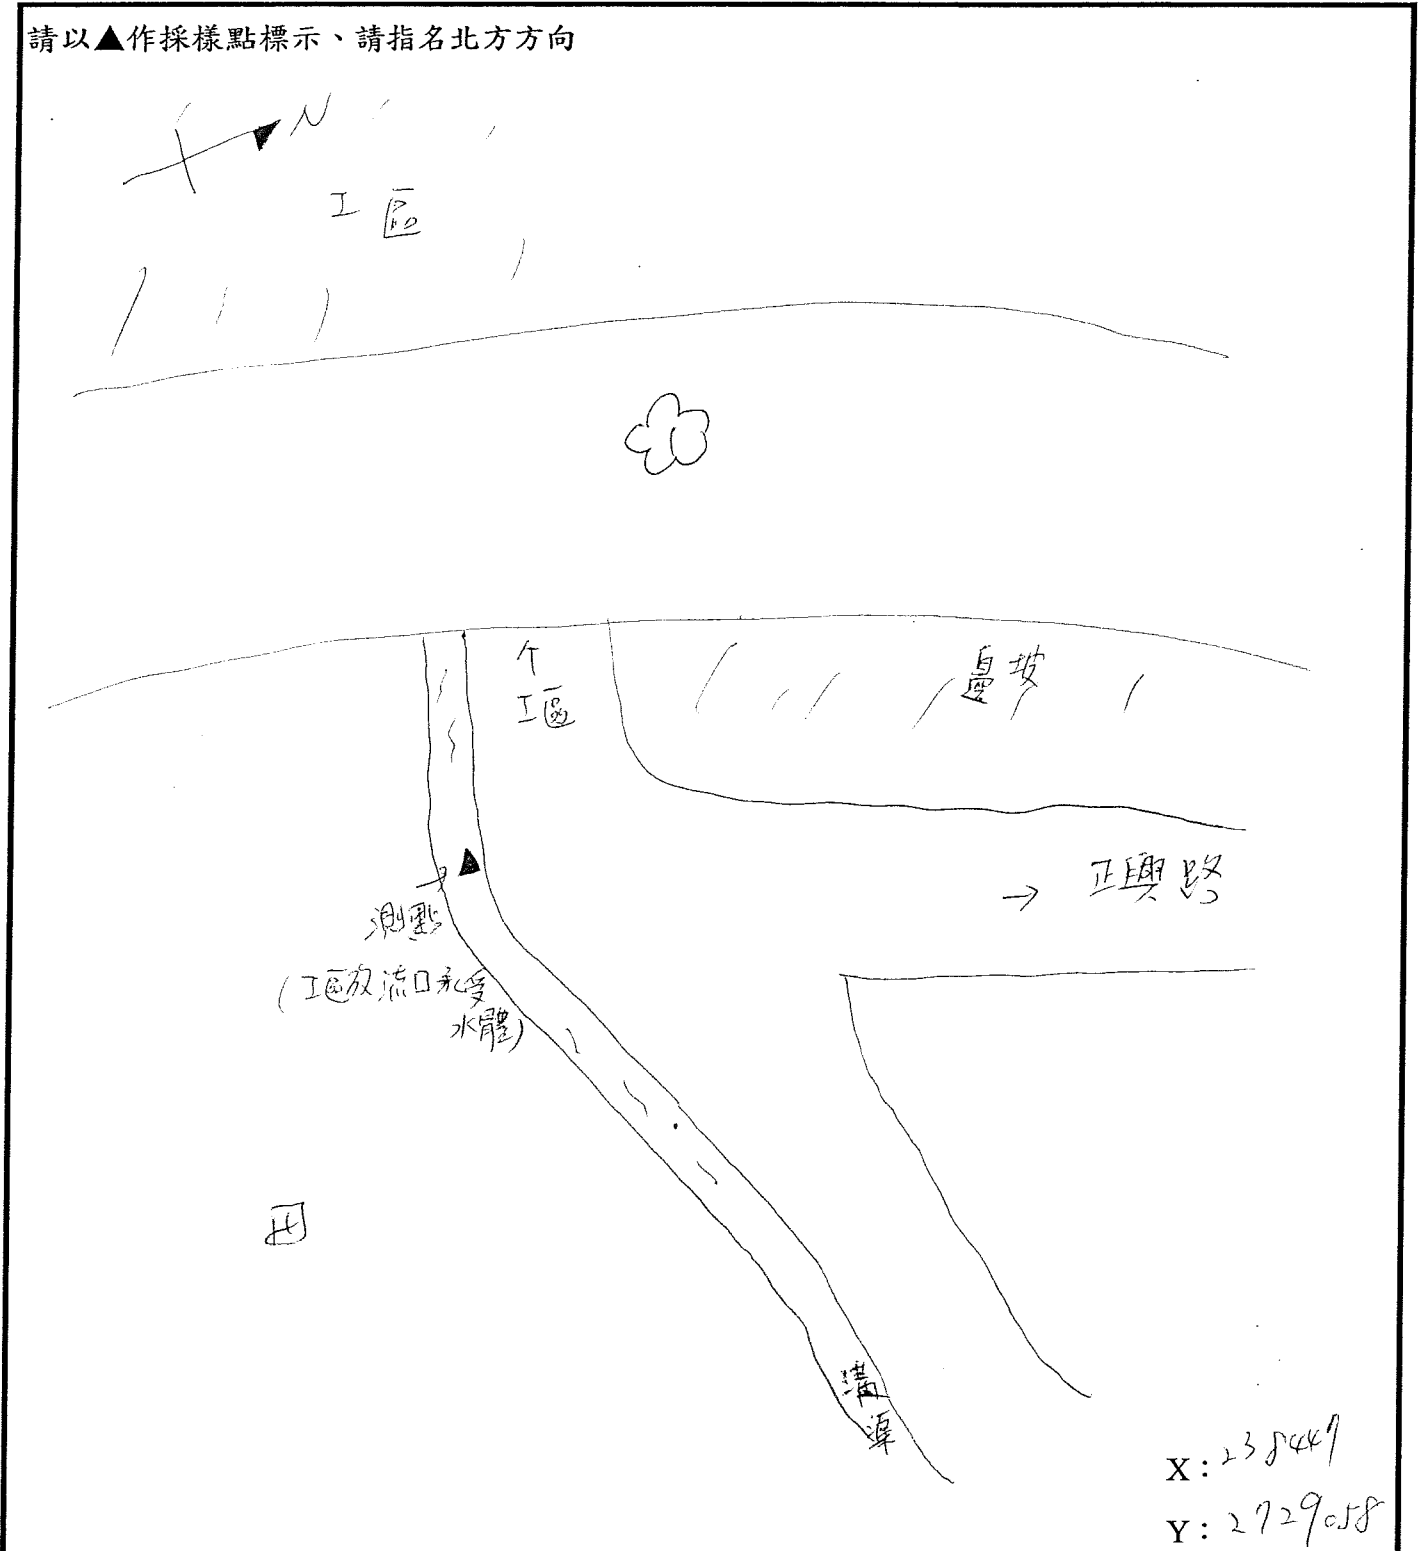 請以▲作採樣點標示、請指名北方方向
N
工區
↑
工區
邊坡
→ 正興路
→
測點
(工區放流口承受
水體)
田
溝渠
X：238447
Y：2729058